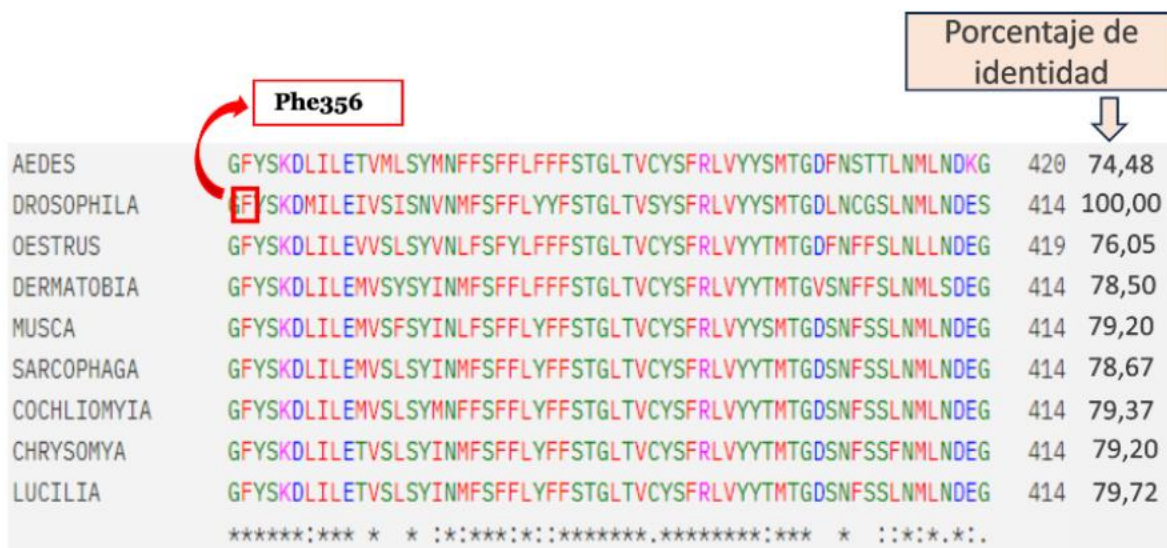 Porcentaje de
identidad
Phe356
AEDES GFYSKDLILETVMLSYMNFFSFFLFFFSTGLTVCYSFRLVYYSMTGDFNSTTLNMLNDKG 420 74,48
DROSOPHILA GFYSKDMILEIVSISNVNMFSFFLYYFSTGLTVSYSFRLVYYSMTGDLNCGSLNMLNDES 414 100,00
OESTRUS GFYSKDLILEVVSLSYVNLFSFYLFFFSTGLTVCYSFRLVYYTMTGDFNFFSLNLLNDEG 419 76,05
DERMATOBIA GFYSKDLILEMVSYSYINMFSFFLFFFSTGLTVCYSFRLVYYTMTGVSNFFSLNMLSDEG 414 78,50
MUSCA GFYSKDLILEMVSFSYINLFSFFLYFFSTGLTVCYSFRLVYYSMTGDSNFSSLNMLNDEG 414 79,20
SARCOPHAGA GFYSKDLILEMVSLSYINMFSFFLYFFSTGLTVCYSFRLVYYTMTGDSNFSSLNMLNDEG 414 78,67
COCHLIOMYIA GFYSKDLILEMVSLSYMNFFSFFLYFFSTGLTVCYSFRLVYYTMTGDSNFSSLNMLNDEG 414 79,37
CHRYSOMYA GFYSKDLILETVSLSYINMFSFFLYFFSTGLTVCYSFRLVYYTMTGDSNFSSFNMLNDEG 414 79,20
LUCILIA GFYSKDLILETVSLSYINMFSFFLYFFSTGLTVCYSFRLVYYTMTGDSNFSSLNMLNDEG 414 79,72
******:*** * * :*:***:*::*******.********:*** * ::*:*.*:.